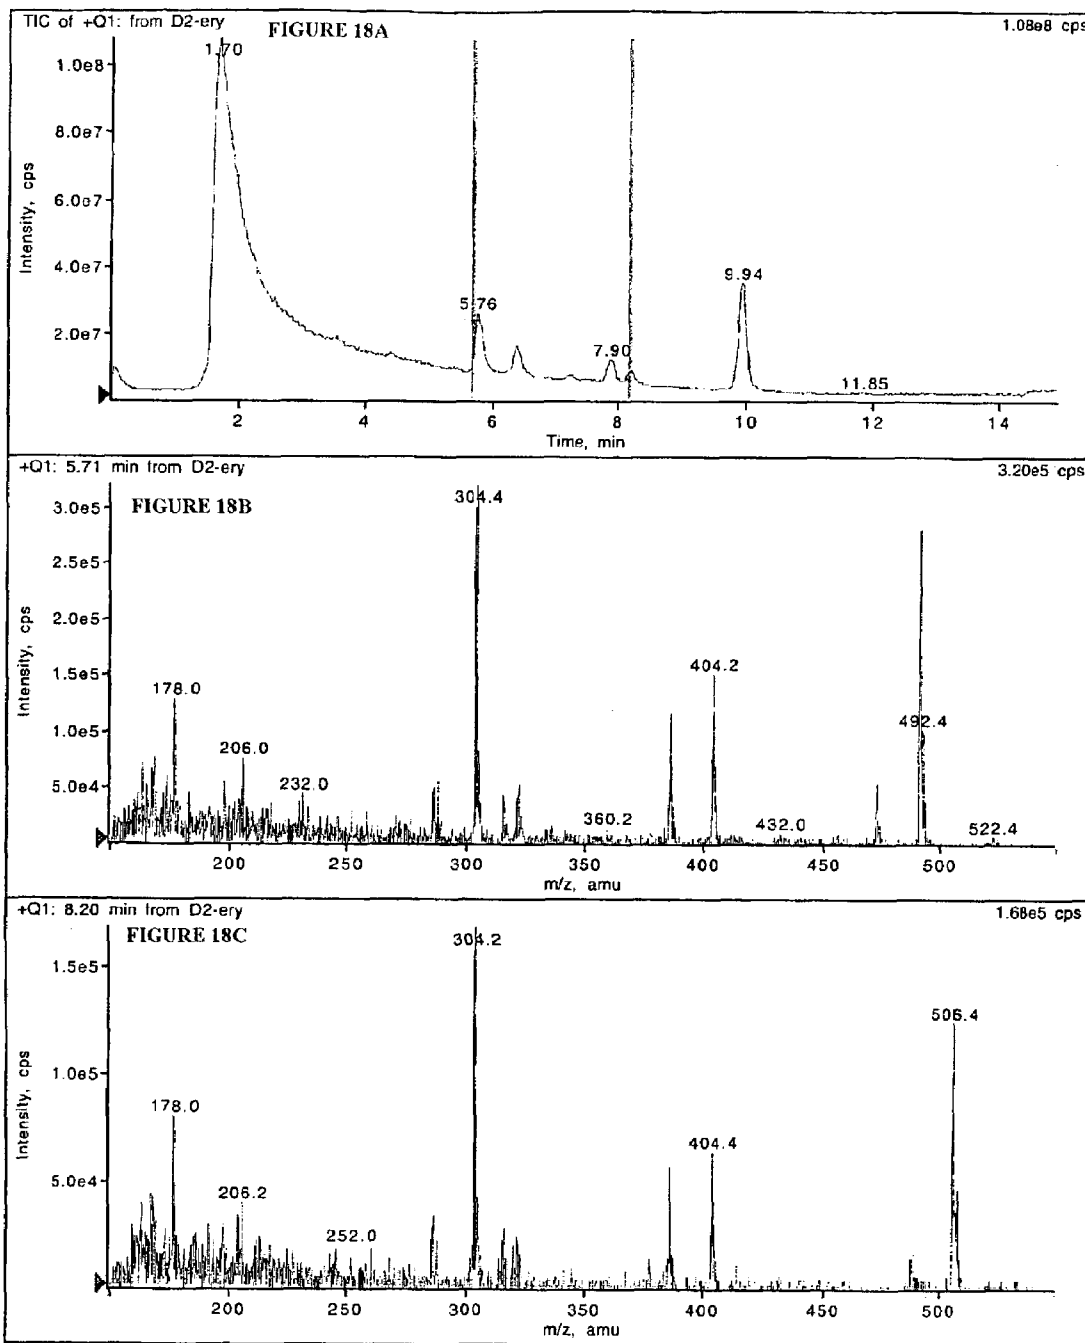 TIC of +Q1: from D2-ery FIGURE 18A 1.08e8 cps
1.70
1.0e8
8.0e7
6.0e7
4.0e7
2.0e7
Intensity, cps
5.76
7.90
9.94
11.85
2 4 6 8 10 12 14
Time, min
+Q1: 5.71 min from D2-ery 3.20e5 cps
FIGURE 18B
304.4
3.0e5
2.5e5
2.0e5
1.5e5
1.0e5
5.0e4
Intensity, cps
178.0
206.0
232.0
360.2
404.2
432.0
492.4
522.4
200 250 300 350 400 450 500
m/z, amu
+Q1: 8.20 min from D2-ery 1.68e5 cps
FIGURE 18C
304.2
1.5e5
1.0e5
5.0e4
Intensity, cps
178.0
206.2
252.0
404.4
506.4
200 250 300 350 400 450 500
m/z, amu